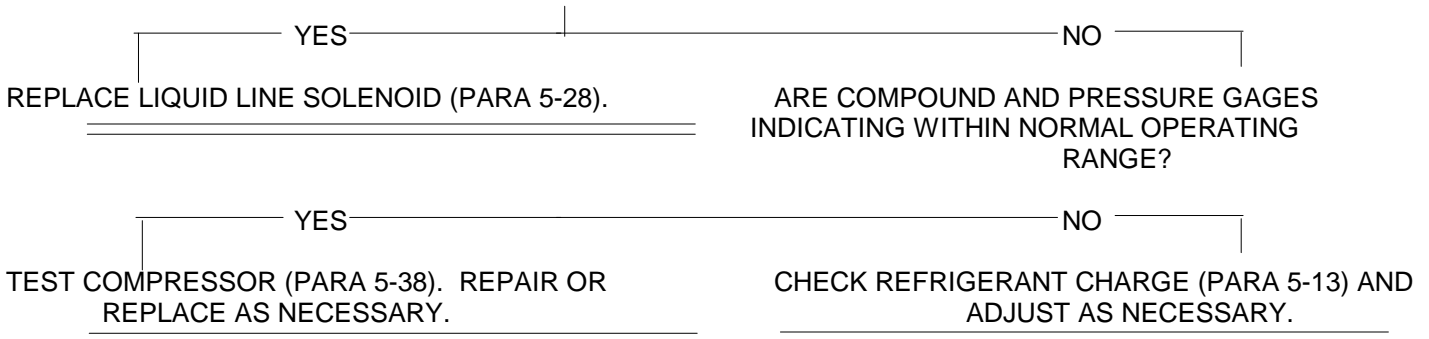 YES NO
REPLACE LIQUID LINE SOLENOID (PARA 5-28).
ARE COMPOUND AND PRESSURE GAGES
INDICATING WITHIN NORMAL OPERATING
RANGE?
YES NO
TEST COMPRESSOR (PARA 5-38). REPAIR OR
REPLACE AS NECESSARY.
CHECK REFRIGERANT CHARGE (PARA 5-13) AND
ADJUST AS NECESSARY.